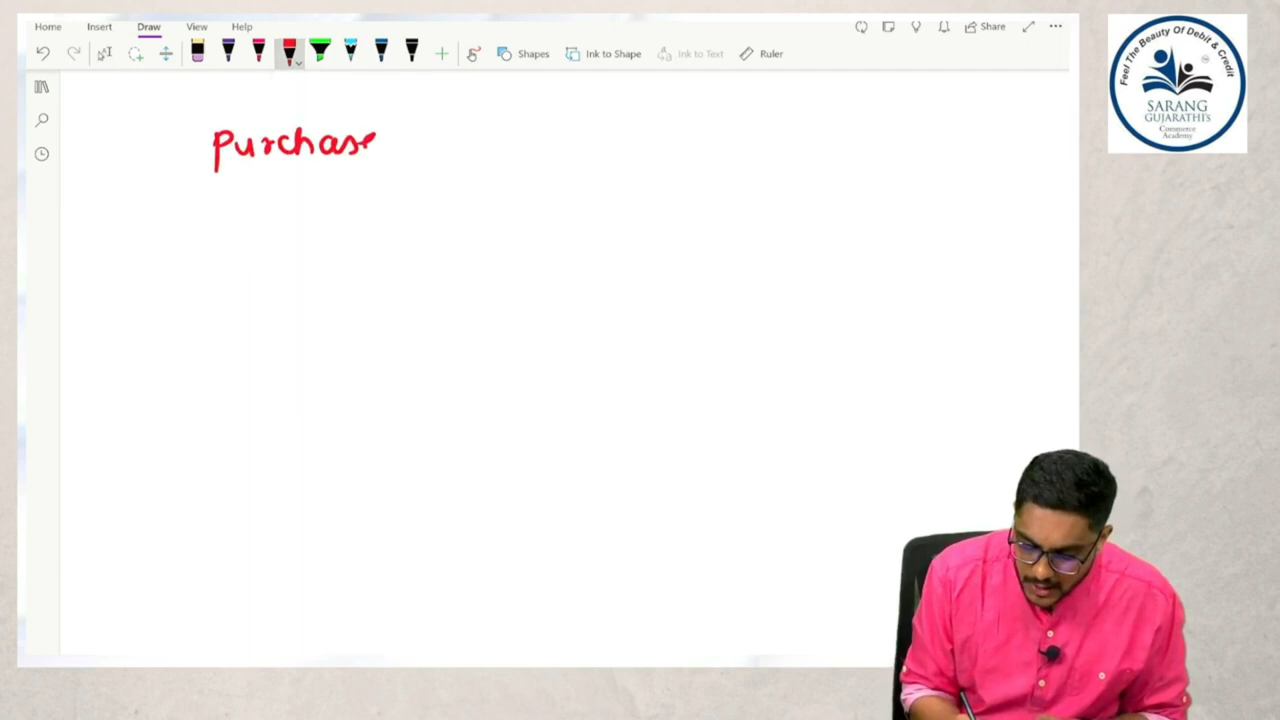 Home Insert Draw View Help Share
Shapes Ink to Shape Ink to Text Ruler
Purchase
Feel The Beauty Of Debit & Credit
SARANG
GUJARATHI's
Commerce
Academy